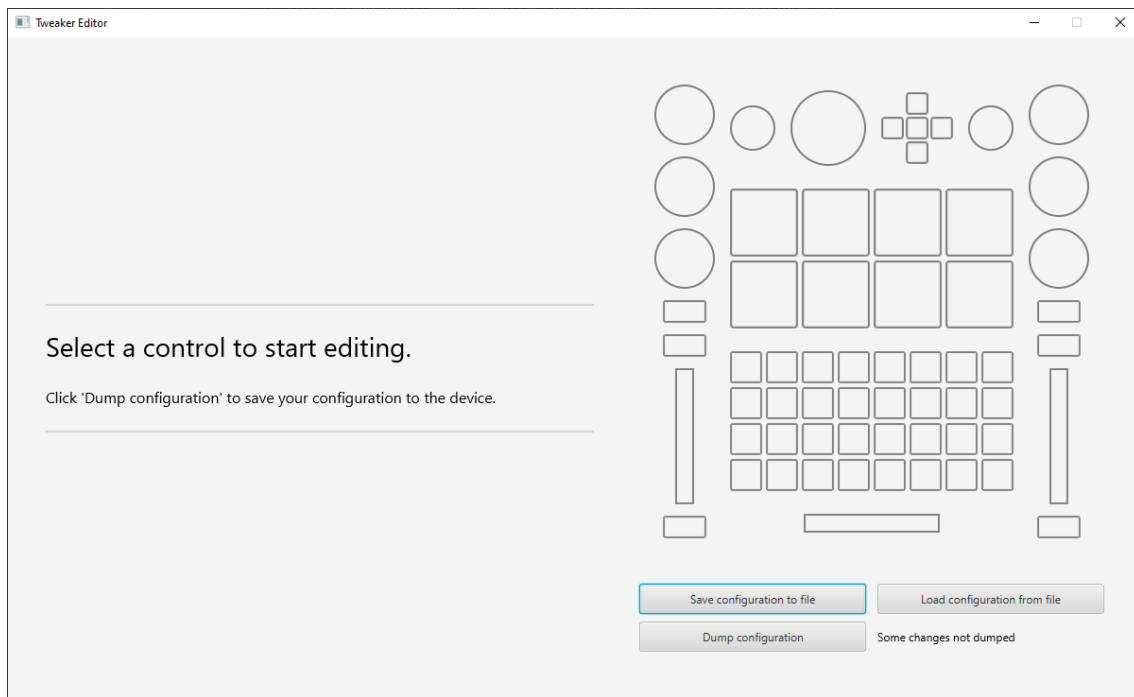 Tweaker Editor
Select a control to start editing.
Click 'Dump configuration' to save your configuration to the device.
Save configuration to file
Load configuration from file
Dump configuration
Some changes not dumped